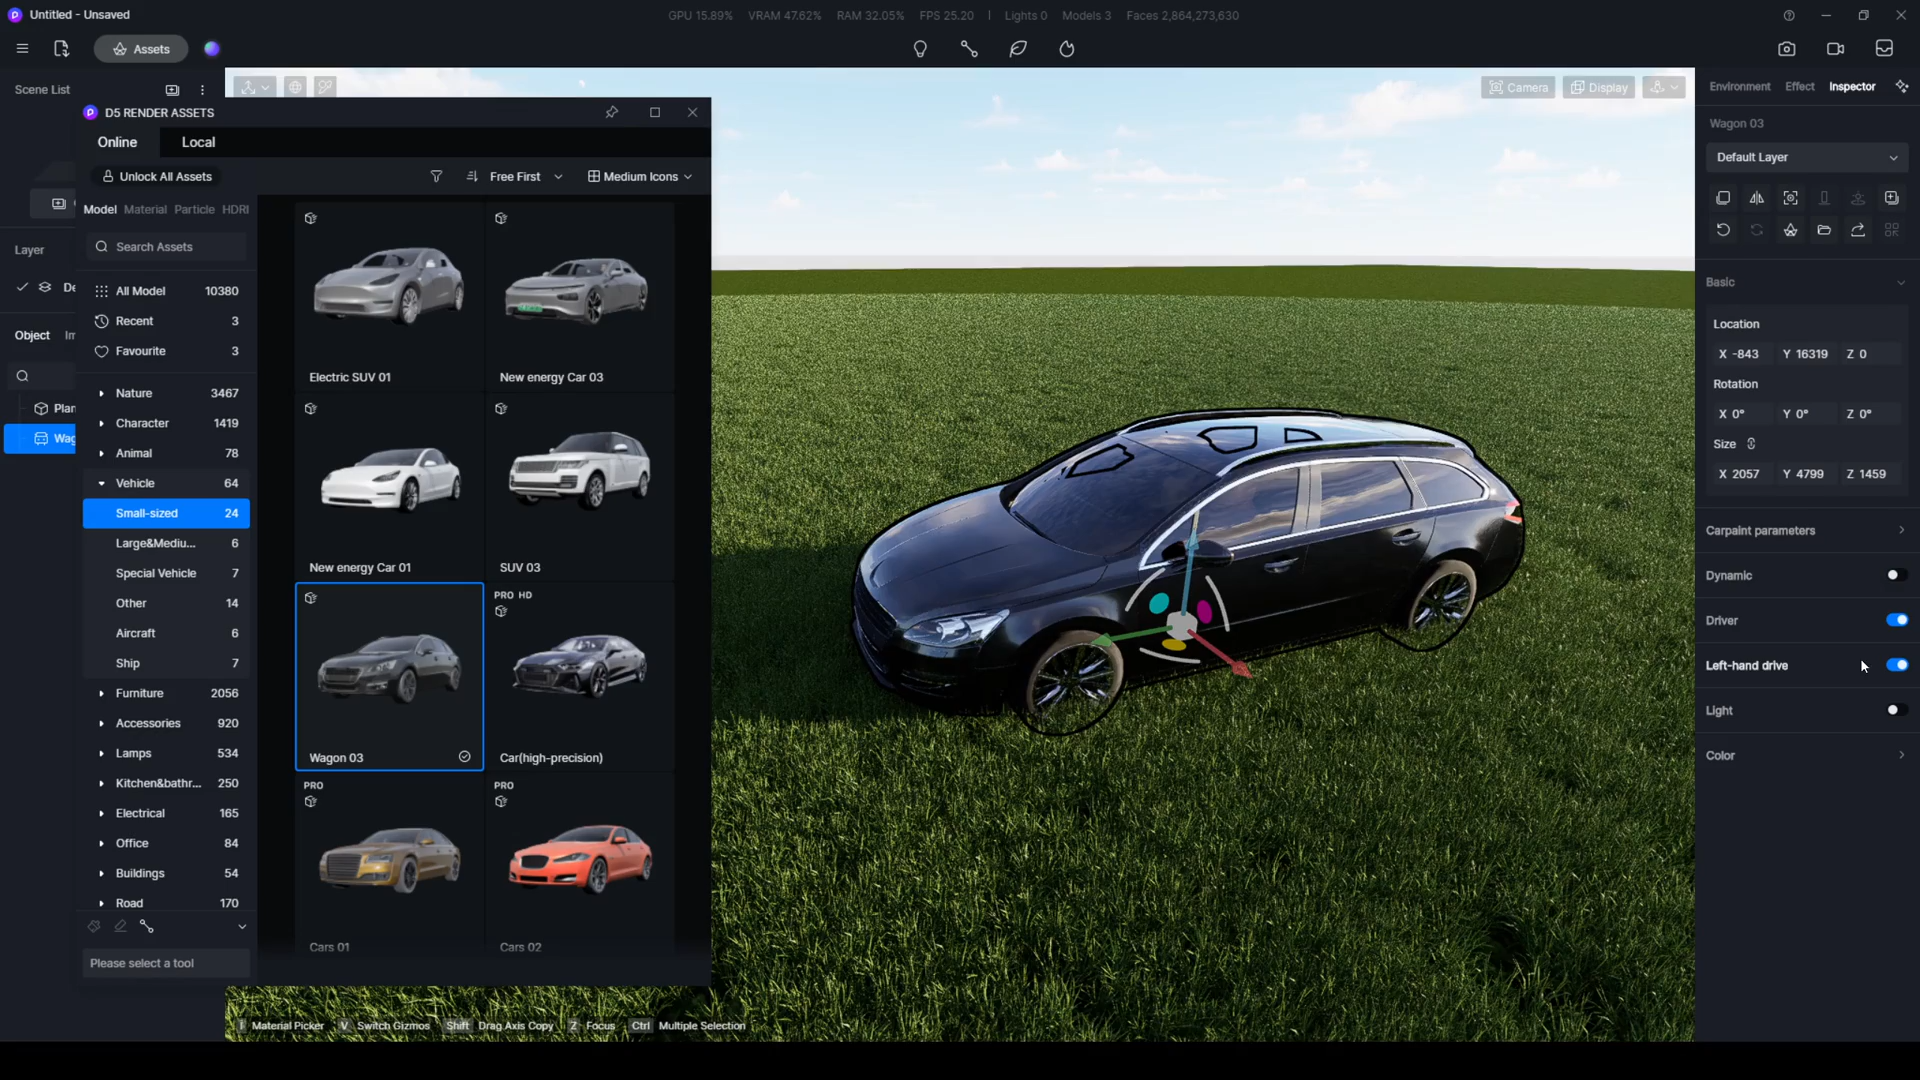 Untitled - Unsaved
GPU 15.89% VRAM 47.62% RAM 32.05% FPS 25.20 | Lights 0 Models 3 Faces 2,864,273,630
Assets
Scene List
Layer
De
Object Im
Plan
Wag
D5 RENDER ASSETS
Online Local
Unlock All Assets
Free First
Medium Icons
Model Material Particle HDRI
Search Assets
All Model 10380
Recent 3
Favourite 3
Nature 3467
Character 1419
Animal 78
Vehicle 64
Small-sized 24
Large&Mediu... 6
Special Vehicle 7
Other 14
Aircraft 6
Ship 7
Furniture 2056
Accessories 920
Lamps 534
Kitchen&bathr... 250
Electrical 165
Office 84
Buildings 54
Road 170
Please select a tool
Electric SUV 01
New energy Car 03
New energy Car 01
SUV 03
PRO HD
Wagon 03
Car(high-precision)
PRO
PRO
Cars 01
Cars 02
Camera
Display
Material Picker V Switch Gizmos Shift Drag Axis Copy Z Focus Ctrl Multiple Selection
Environment Effect Inspector
Wagon 03
Default Layer
Basic
Location
X -843 Y 16319 Z 0
Rotation
X 0° Y 0° Z 0°
Size
X 2057 Y 4799 Z 1459
Carpaint parameters
Dynamic
Driver
Left-hand drive
Light
Color